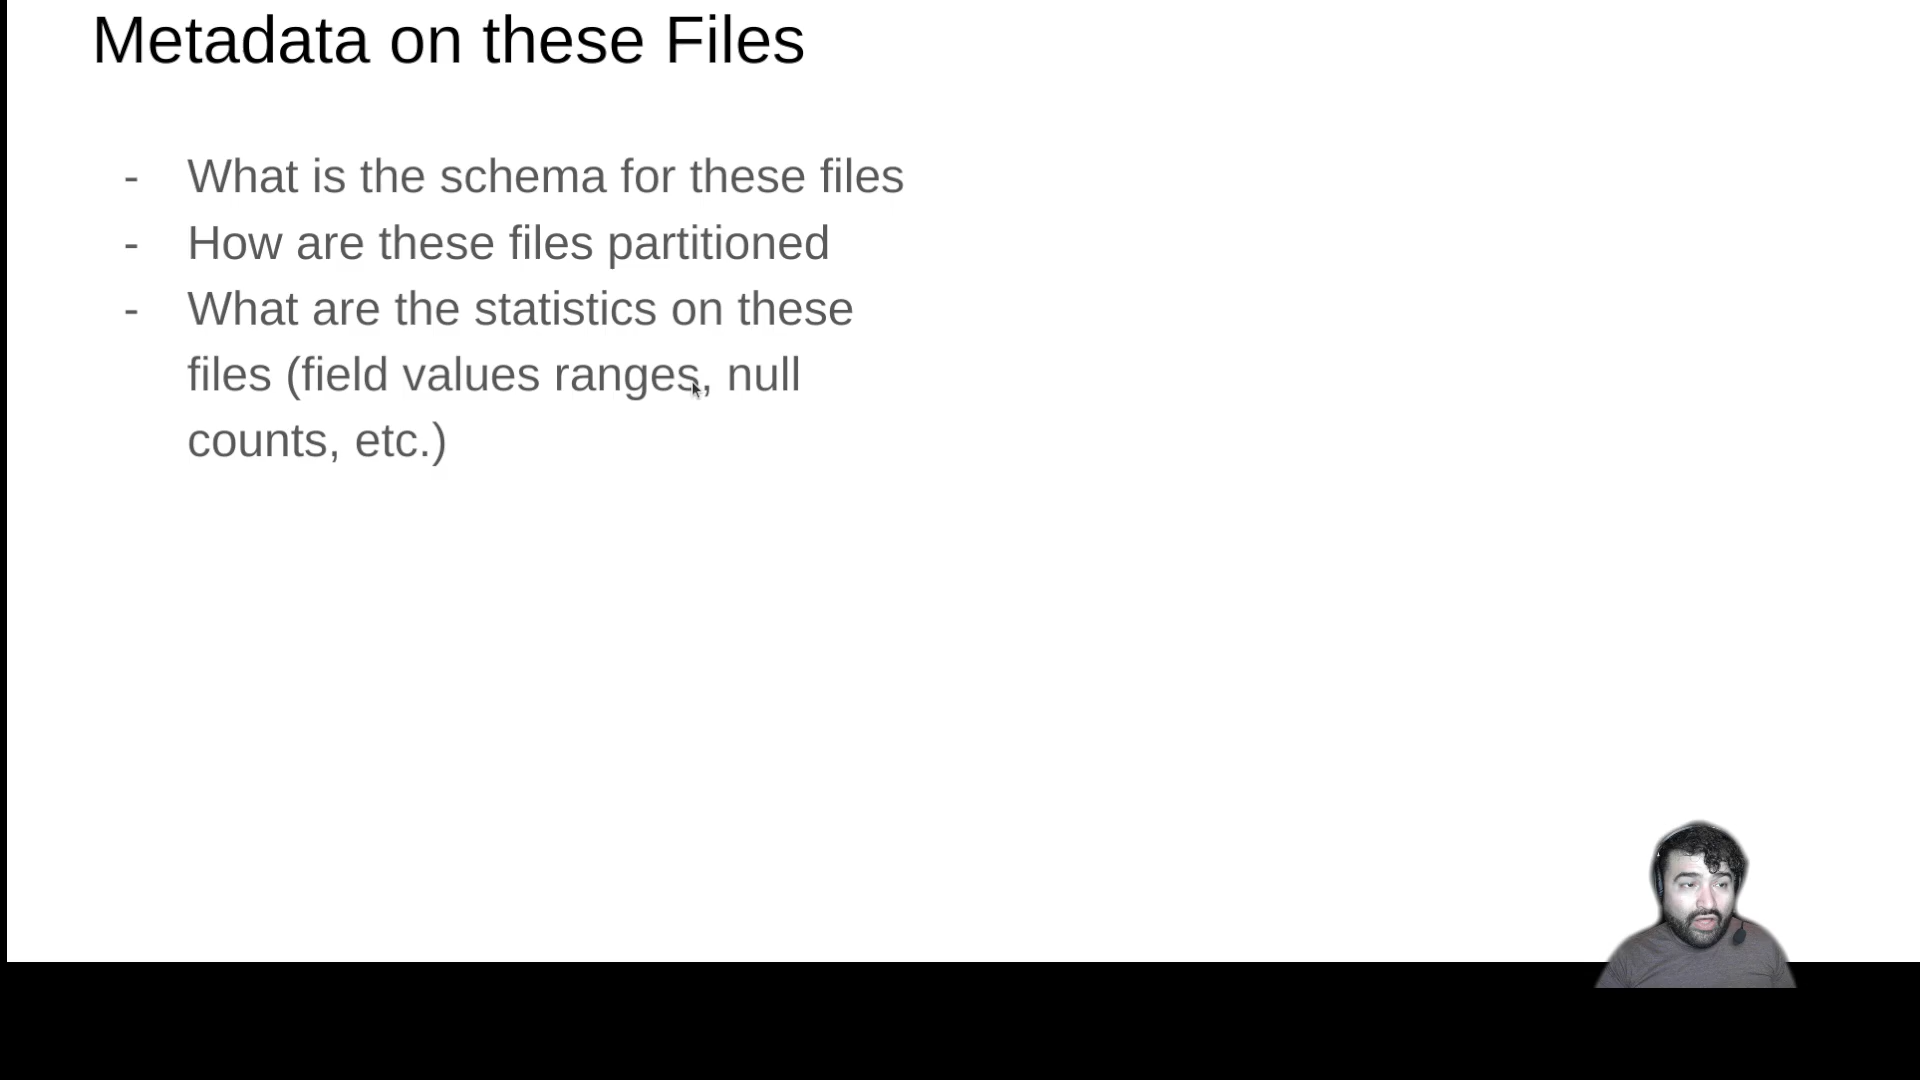 Metadata on these Files
- What is the schema for these files
- How are these files partitioned
- What are the statistics on these
files (field values ranges, null
counts, etc.)